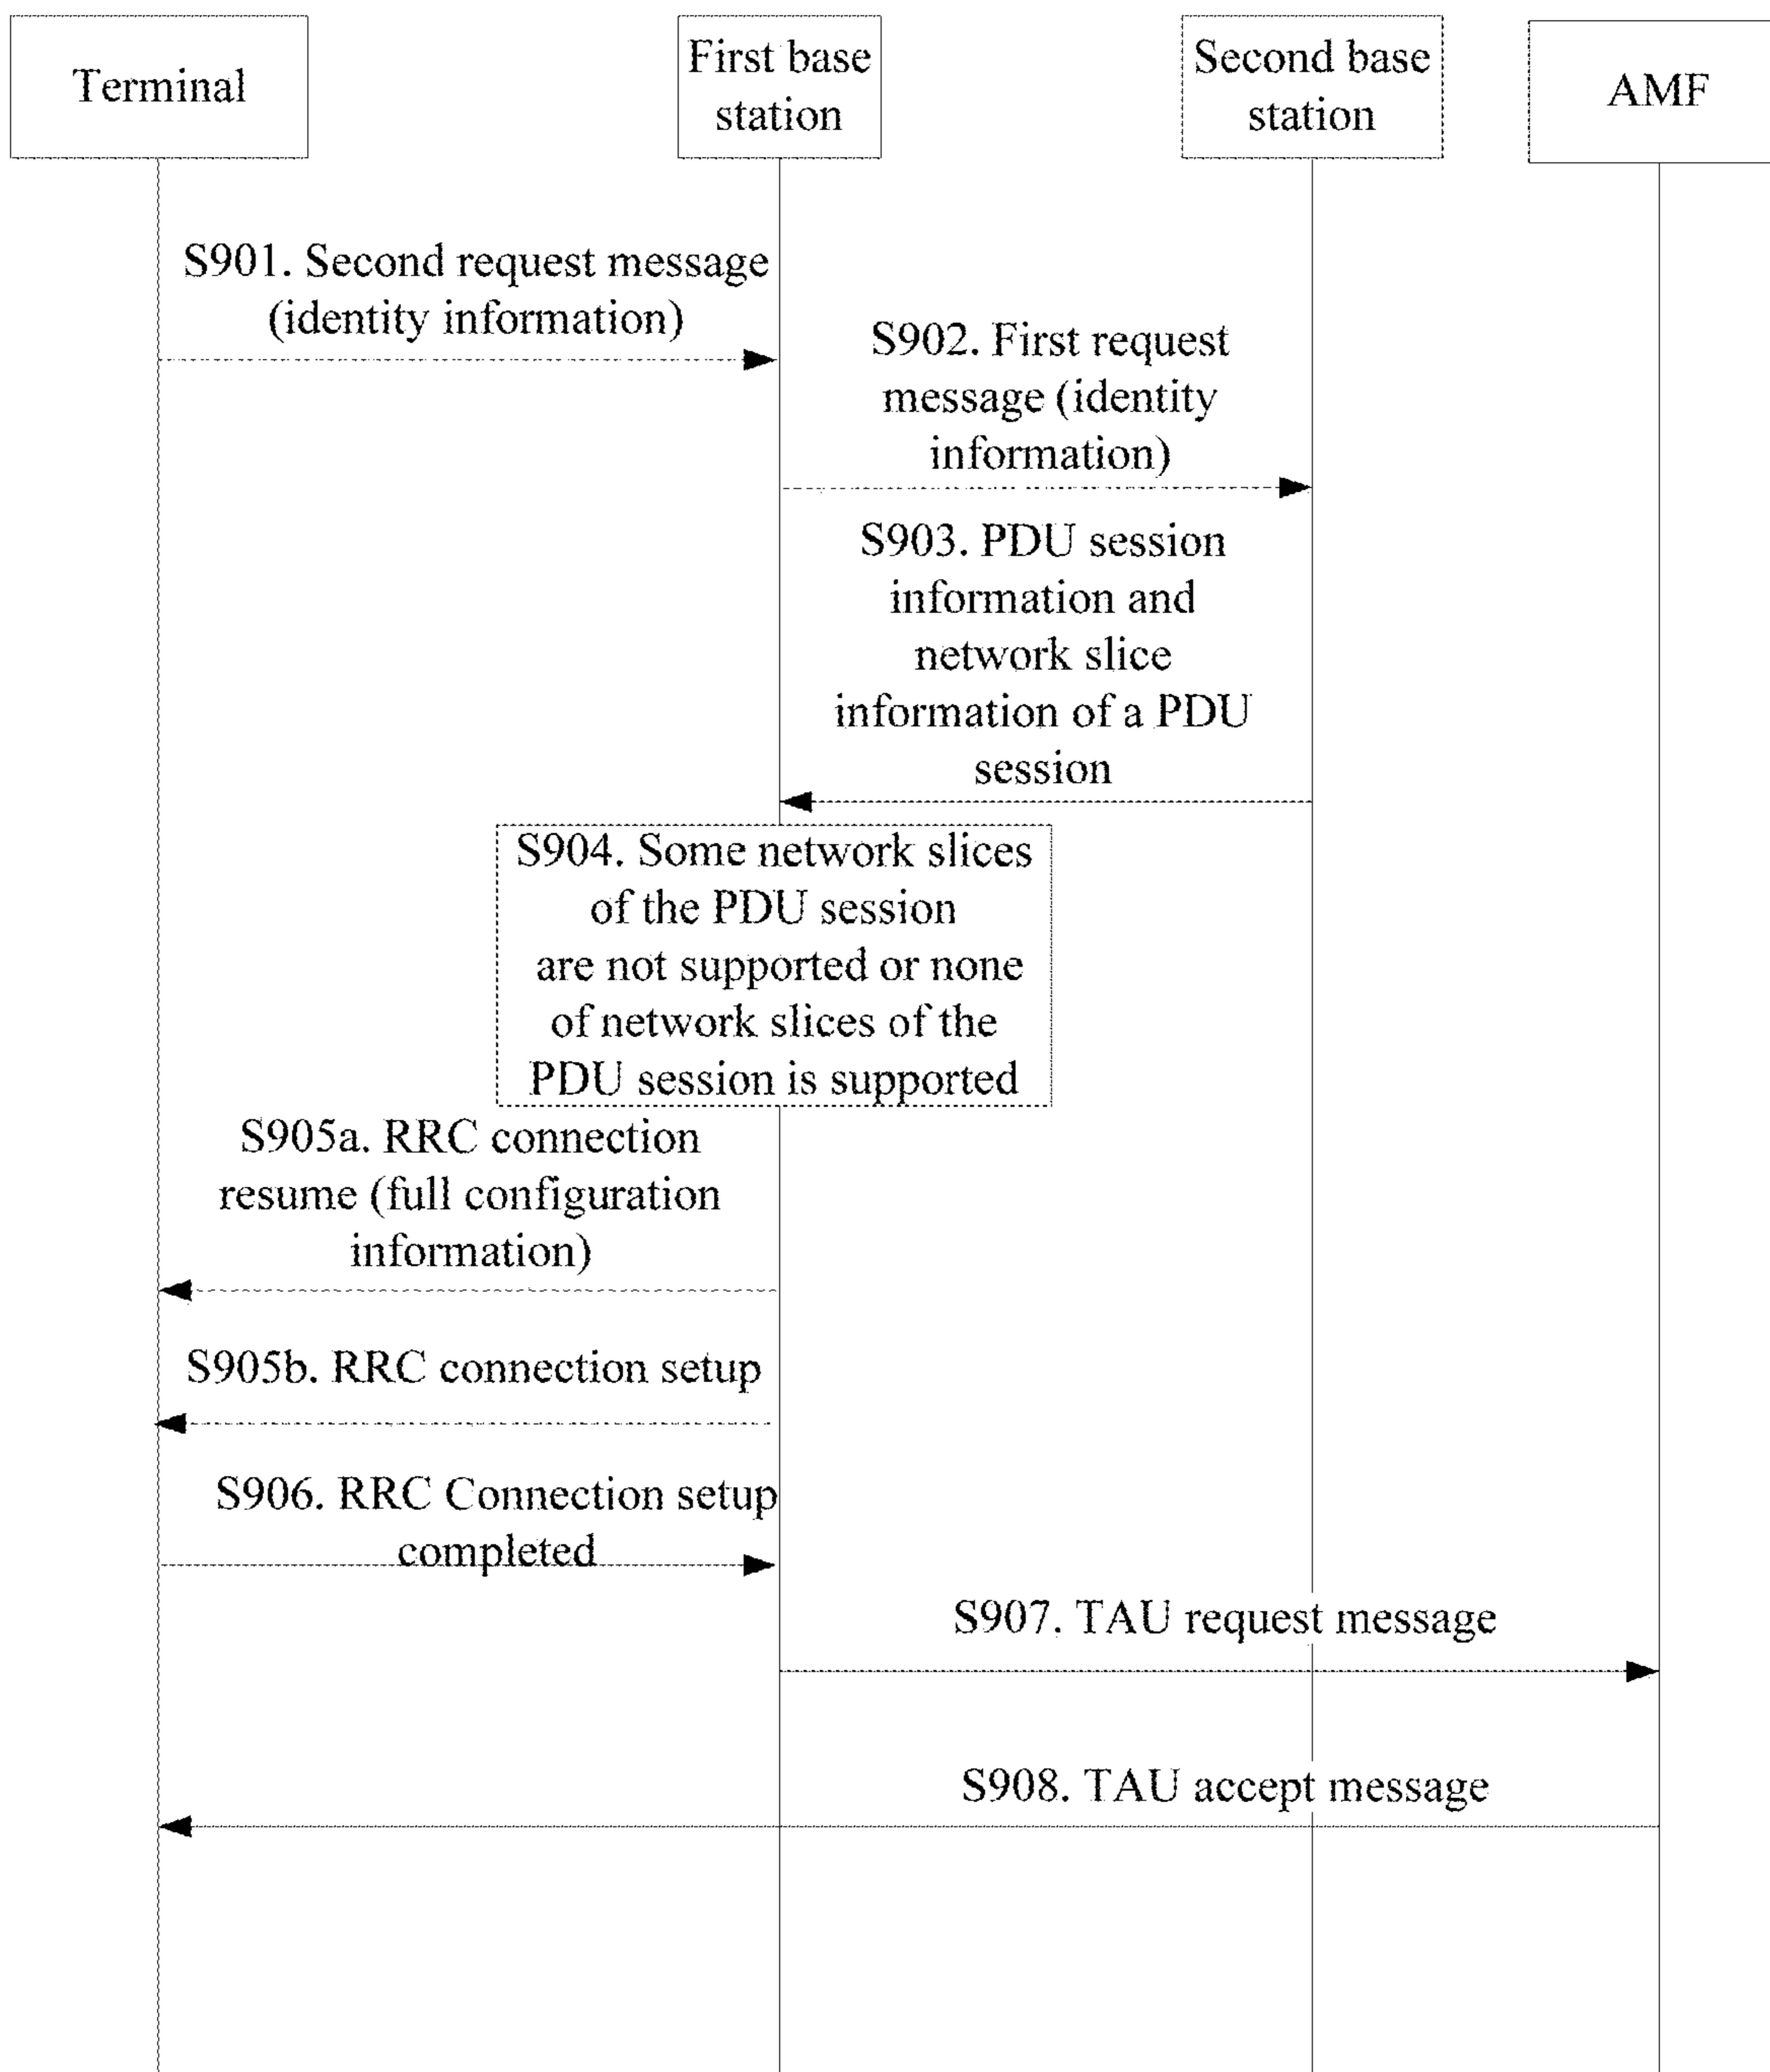 Terminal
First base
station
Second base
station
AMF
S901. Second request message
(identity information)
S902. First request
message (identity
information)
S903. PDU session
information and
network slice
information of a PDU
session
S904. Some network slices
of the PDU session
are not supported or none
of network slices of the
PDU session is supported
S905a. RRC connection
resume (full configuration
information)
S905b. RRC connection setup
S906. RRC Connection setup
completed
S907. TAU request message
S908. TAU accept message